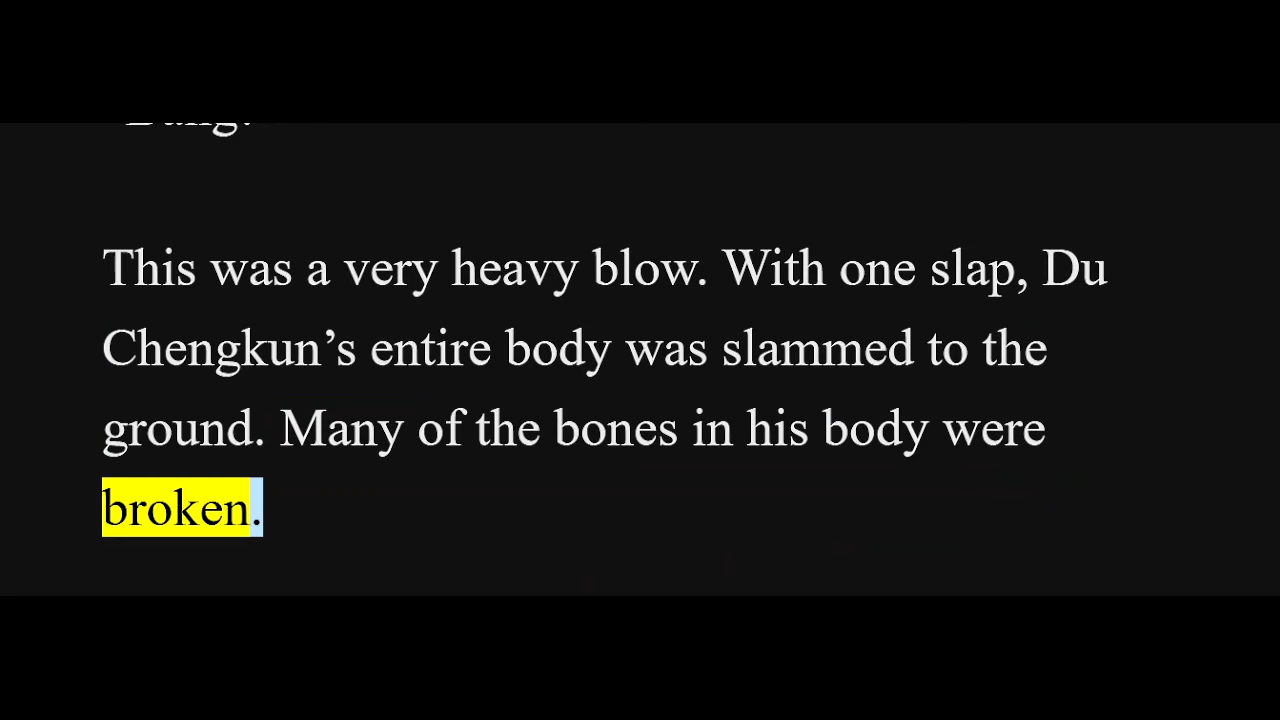 This was a very heavy blow. With one slap, Du
Chengkun’s entire body was slammed to the
ground. Many of the bones in his body were
broken.